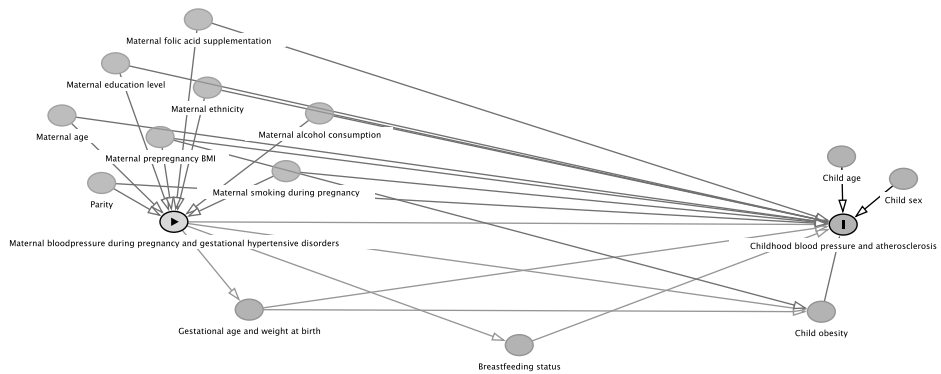 Maternal folic acid supplementation
Maternal education level
Maternal ethnicity
Maternal age
Maternal alcohol consumption
Maternal prepregnancy BMI
Child age
Maternal smoking during pregnancy
Child sex
Parity
Maternal bloodpressure during pregnancy and gestational hypertensive disorders
Childhood blood pressure and atherosclerosis
Gestational age and weight at birth
Child obesity
Breastfeeding status